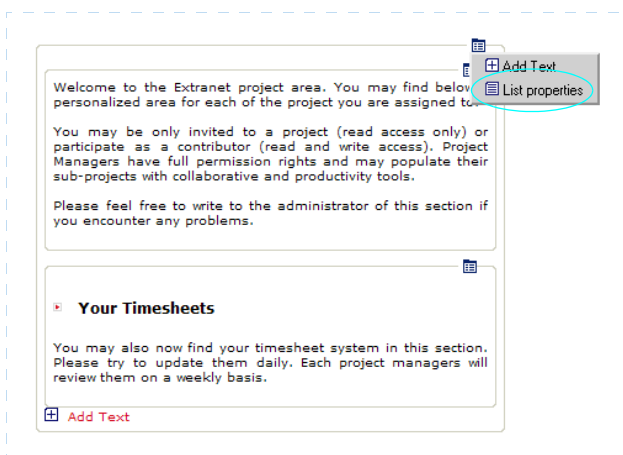 Add Text
List properties
Welcome to the Extranet project area. You may find below a
personalized area for each of the project you are assigned to.
You may be only invited to a project (read access only) or
participate as a contributor (read and write access). Project
Managers have full permission rights and may populate their
sub-projects with collaborative and productivity tools.
Please feel free to write to the administrator of this section if
you encounter any problems.
Your Timesheets
You may also now find your timesheet system in this section.
Please try to update them daily. Each project managers will
review them on a weekly basis.
Add Text